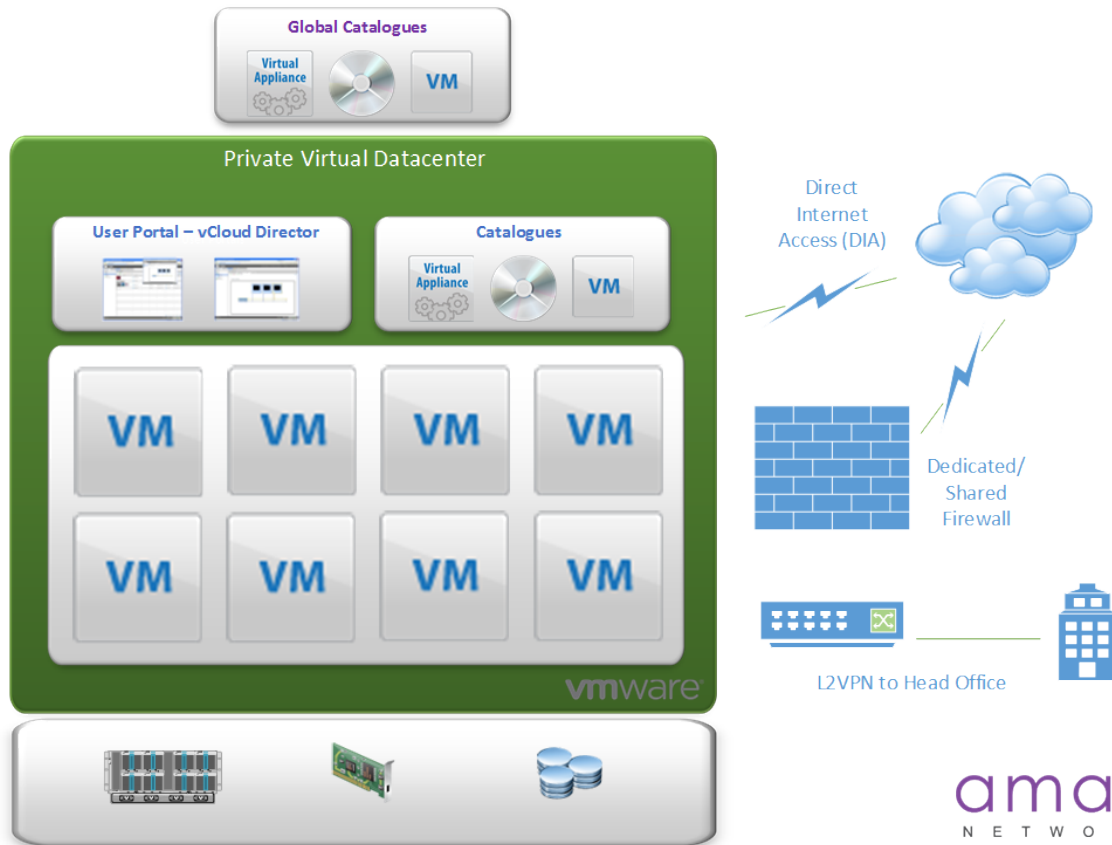 Global Catalogues
Virtual
Appliance
VM
Private Virtual Datacenter
User Portal – vCloud Director
Catalogues
Virtual
Appliance
VM
VM
VM
VM
VM
VM
VM
VM
VM
vmware
Direct
Internet
Access (DIA)
Dedicated/
Shared
Firewall
L2VPN to Head Office
ama
N E T W O